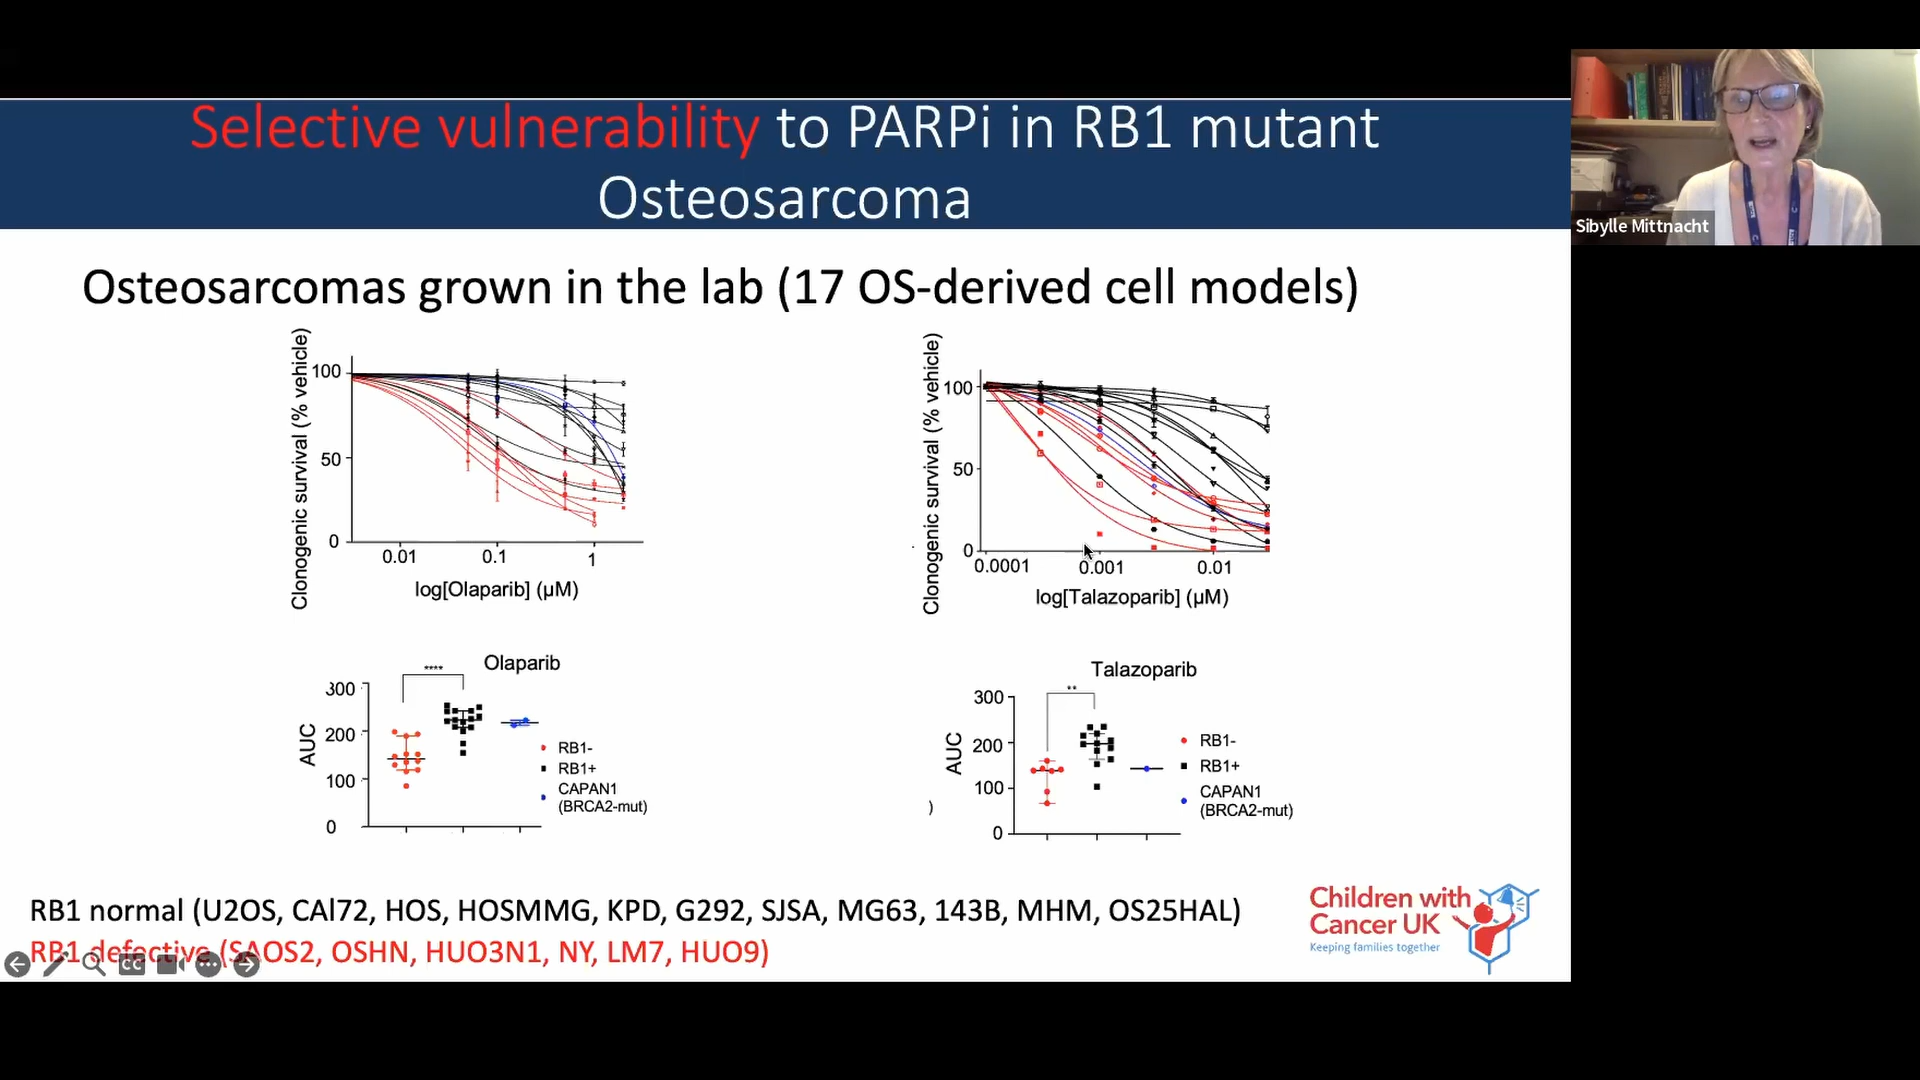 Selective vulnerability to PARPi in RB1 mutant
Osteosarcoma
Sibylle Mittnacht
Osteosarcomas grown in the lab (17 OS-derived cell models)
Clonogenic survival (% vehicle)
100
50
0
0.01
0.1
1
log[Olaparib] (µM)
Clonogenic survival (% vehicle)
100
50
0
0.0001
0.001
0.01
log[Talazoparib] (µM)
Olaparib
****
AUC
300
200
100
0
RB1-
RB1+
CAPAN1
(BRCA2-mut)
Talazoparib
**
AUC
300
200
100
0
)
RB1-
RB1+
CAPAN1
(BRCA2-mut)
RB1 normal (U2OS, CAl72, HOS, HOSMMG, KPD, G292, SJSA, MG63, 143B, MHM, OS25HAL)
RB1 defective (SAOS2, OSHN, HUO3N1, NY, LM7, HUO9)
CC
Children with
Cancer UK
Keeping families together